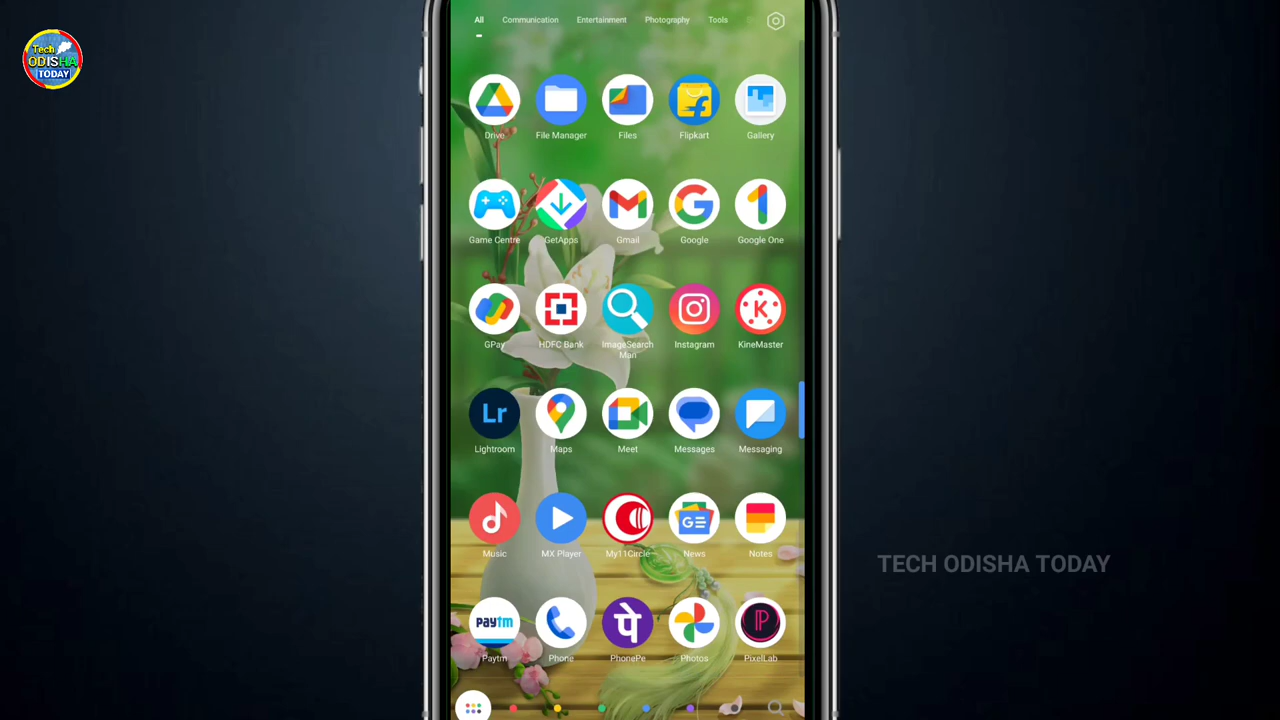 Tech
ODISHA
TODAY
All Communication Entertainment Photography Tools
Drive File Manager Files Flipkart Gallery
Game Centre GetApps Gmail Google Google One
GPay HDFC Bank ImageSearch Man Instagram KineMaster
Lr
Lightroom Maps Meet Messages Messaging
Music MX Player My11Circle News Notes
TECH ODISHA TODAY
paytm पे
Paytm Phone PhonePe Photos PixelLab